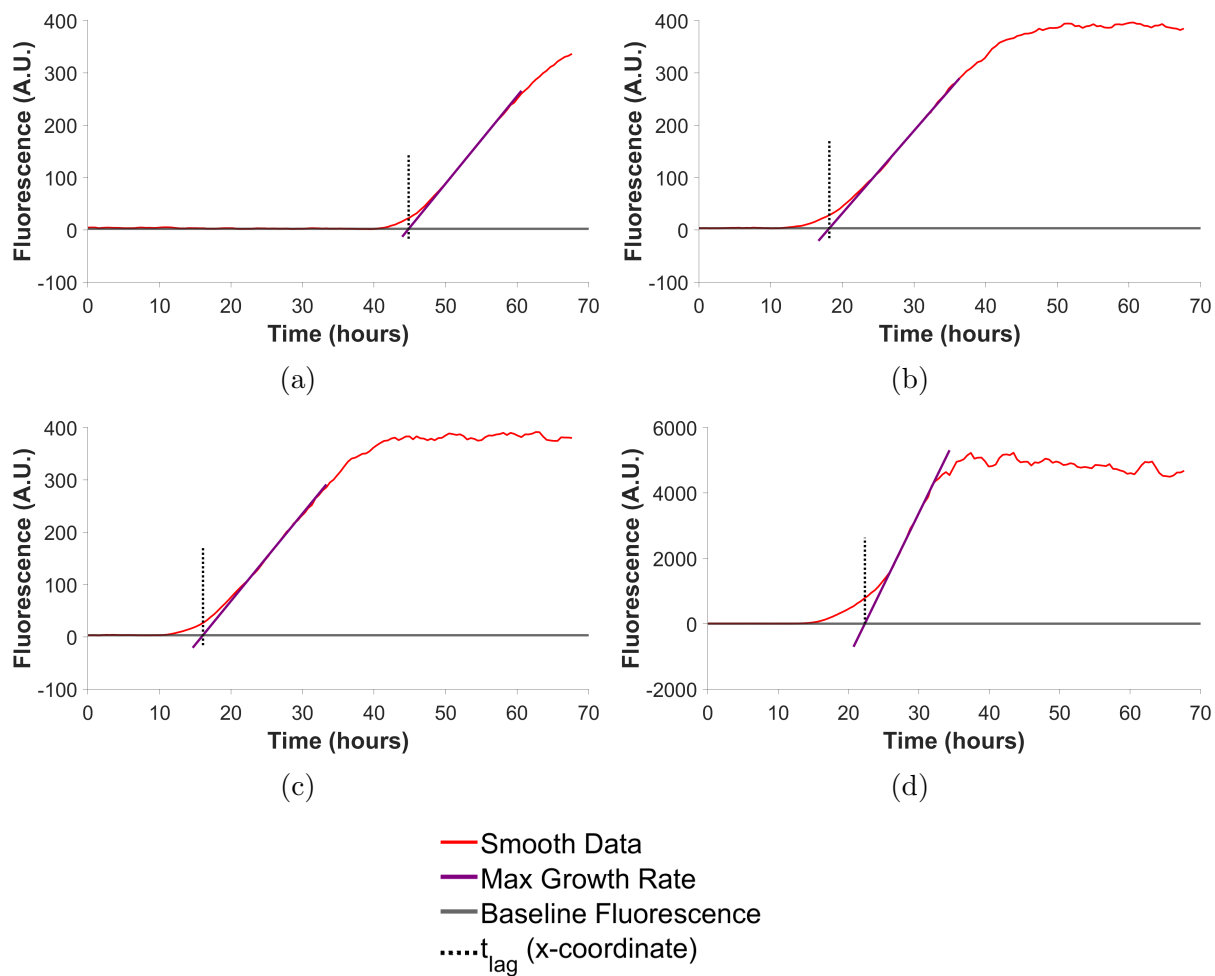 400
300
200
100
0
-100
Fluorescence (A.U.)
0 10 20 30 40 50 60 70
Time (hours)
(a)
400
300
200
100
0
-100
Fluorescence (A.U.)
0 10 20 30 40 50 60 70
Time (hours)
(b)
400
300
200
100
0
-100
Fluorescence (A.U.)
0 10 20 30 40 50 60 70
Time (hours)
(c)
6000
4000
2000
0
-2000
Fluorescence (A.U.)
0 10 20 30 40 50 60 70
Time (hours)
(d)
Smooth Data
Max Growth Rate
Baseline Fluorescence
t_lag (x-coordinate)